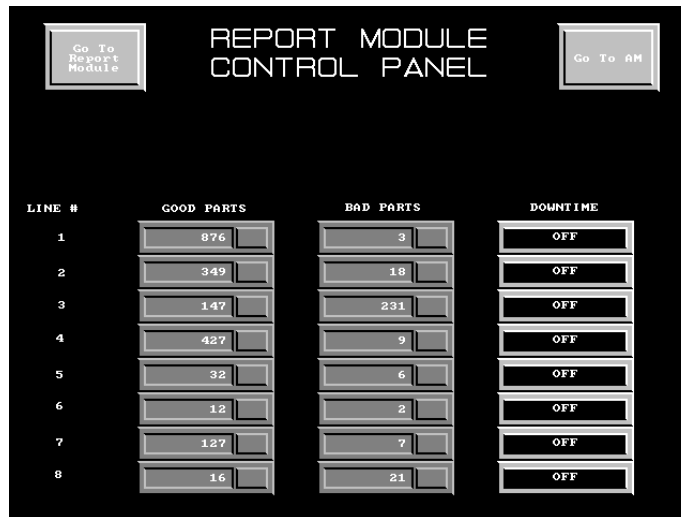 Go To
Report
Module
REPORT MODULE
CONTROL PANEL
Go To AM
LINE # GOOD PARTS BAD PARTS DOWNTIME
1 876 3 OFF
2 349 18 OFF
3 147 231 OFF
4 427 9 OFF
5 32 6 OFF
6 12 2 OFF
7 127 7 OFF
8 16 21 OFF